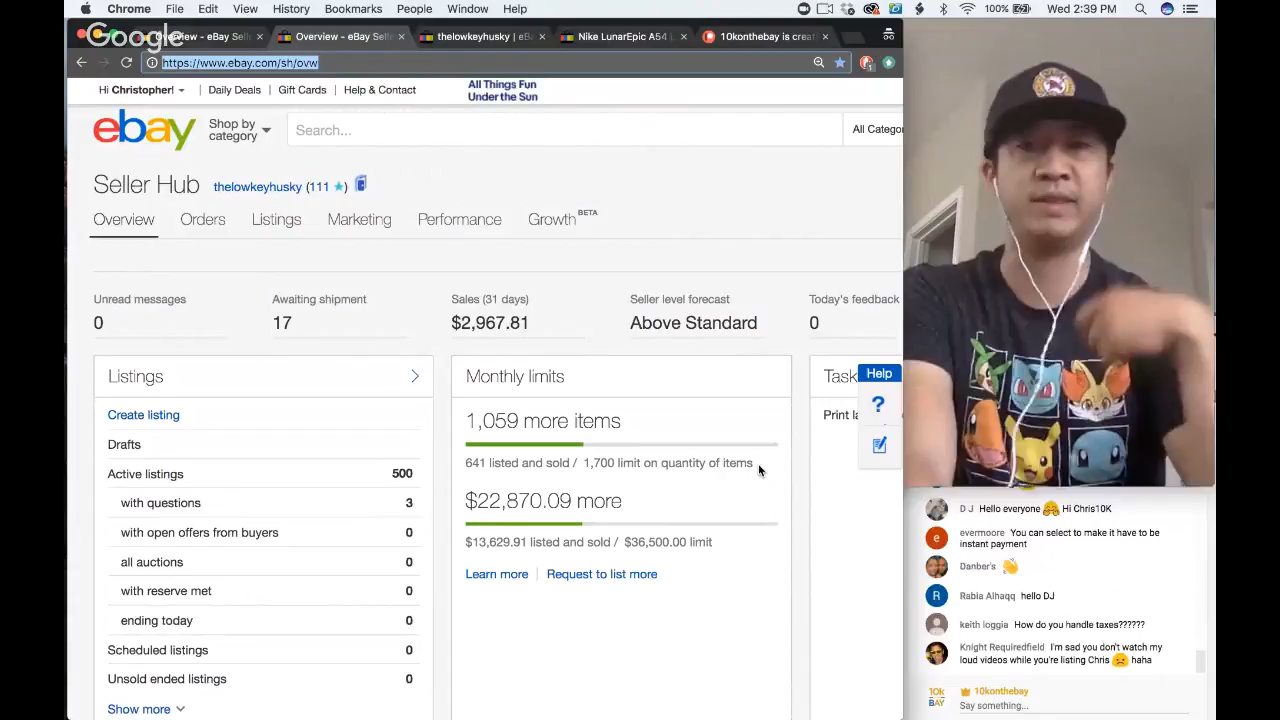 Chrome File Edit View History Bookmarks People Window Help 100% Wed 2:39 PM
Google
Overview - eBay Sell
Overview - eBay Seller
thelowkeyhusky | eB
Nike LunarEpic A54 L
10konthebay is creat
https://www.ebay.com/sh/ovw
Hi Christopher! Daily Deals Gift Cards Help & Contact
All Things Fun
Under the Sun
ebay
Shop by
category
Search...
All Catego
Seller Hub thelowkeyhusky (111)
Overview Orders Listings Marketing Performance Growth BETA
Unread messages Awaiting shipment Sales (31 days) Seller level forecast Today's feedback
0 17 $2,967.81 Above Standard 0
Listings
Create listing
Drafts
Active listings 500
with questions 3
with open offers from buyers 0
all auctions 0
with reserve met 0
ending today 0
Scheduled listings 0
Unsold ended listings 0
Show more
Monthly limits
1,059 more items
641 listed and sold / 1,700 limit on quantity of items
$22,870.09 more
$13,629.91 listed and sold / $36,500.00 limit
Learn more Request to list more
Task
Print la
Help
?
D J Hello everyone Hi Chris10K
evermoore You can select to make it have to be
instant payment
Danber's
R
Rabia Alhaqq hello DJ
keith loggia How do you handle taxes??????
Knight Requiredfield I'm sad you don't watch my
loud videos while you're listing Chris haha
10k
BAY
10konthebay
Say something...